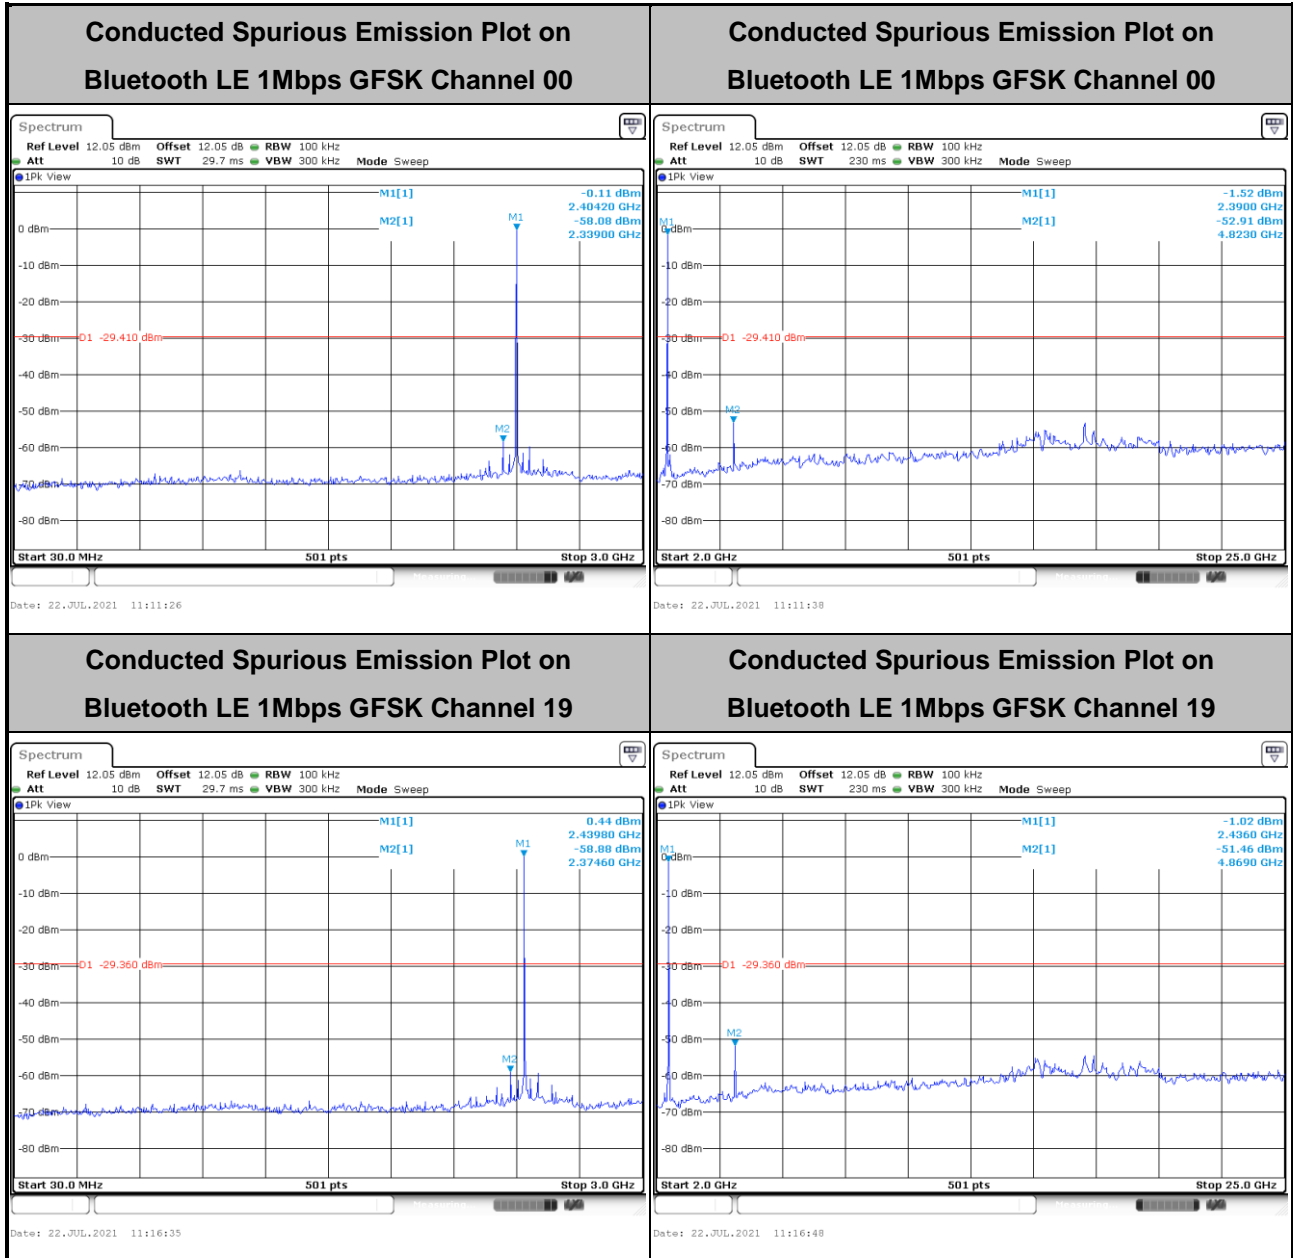 Conducted Spurious Emission Plot on
Bluetooth LE 1Mbps GFSK Channel 00
Spectrum
Ref Level 12.05 dBm Offset 12.05 dB RBW 100 kHz
Att 10 dB SWT 29.7 ms VBW 300 kHz Mode Sweep
1Pk View
M1[1] -0.11 dBm
2.40420 GHz
M2[1] -58.08 dBm
2.33900 GHz
M1
0 dBm
-10 dBm
-20 dBm
-30 dBm
D1 -29.410 dBm
-40 dBm
-50 dBm
M2
-60 dBm
-70 dBm
-80 dBm
Start 30.0 MHz 501 pts Stop 3.0 GHz
Measuring
Date: 22.JUL.2021 11:11:26
Conducted Spurious Emission Plot on
Bluetooth LE 1Mbps GFSK Channel 00
Spectrum
Ref Level 12.05 dBm Offset 12.05 dB RBW 100 kHz
Att 10 dB SWT 230 ms VBW 300 kHz Mode Sweep
1Pk View
M1[1] -1.52 dBm
2.3900 GHz
M2[1] -52.91 dBm
4.8230 GHz
M1
0 dBm
-10 dBm
-20 dBm
-30 dBm
D1 -29.410 dBm
-40 dBm
-50 dBm
M2
-60 dBm
-70 dBm
-80 dBm
Start 2.0 GHz 501 pts Stop 25.0 GHz
Measuring
Date: 22.JUL.2021 11:11:38
Conducted Spurious Emission Plot on
Bluetooth LE 1Mbps GFSK Channel 19
Spectrum
Ref Level 12.05 dBm Offset 12.05 dB RBW 100 kHz
Att 10 dB SWT 29.7 ms VBW 300 kHz Mode Sweep
1Pk View
M1[1] 0.44 dBm
2.43980 GHz
M2[1] -58.88 dBm
2.37460 GHz
M1
0 dBm
-10 dBm
-20 dBm
-30 dBm
D1 -29.360 dBm
-40 dBm
-50 dBm
M2
-60 dBm
-70 dBm
-80 dBm
Start 30.0 MHz 501 pts Stop 3.0 GHz
Measuring
Date: 22.JUL.2021 11:16:35
Conducted Spurious Emission Plot on
Bluetooth LE 1Mbps GFSK Channel 19
Spectrum
Ref Level 12.05 dBm Offset 12.05 dB RBW 100 kHz
Att 10 dB SWT 230 ms VBW 300 kHz Mode Sweep
1Pk View
M1[1] -1.02 dBm
2.4360 GHz
M2[1] -51.46 dBm
4.8690 GHz
M1
0 dBm
-10 dBm
-20 dBm
-30 dBm
D1 -29.360 dBm
-40 dBm
M2
-50 dBm
-60 dBm
-70 dBm
-80 dBm
Start 2.0 GHz 501 pts Stop 25.0 GHz
Measuring
Date: 22.JUL.2021 11:16:48